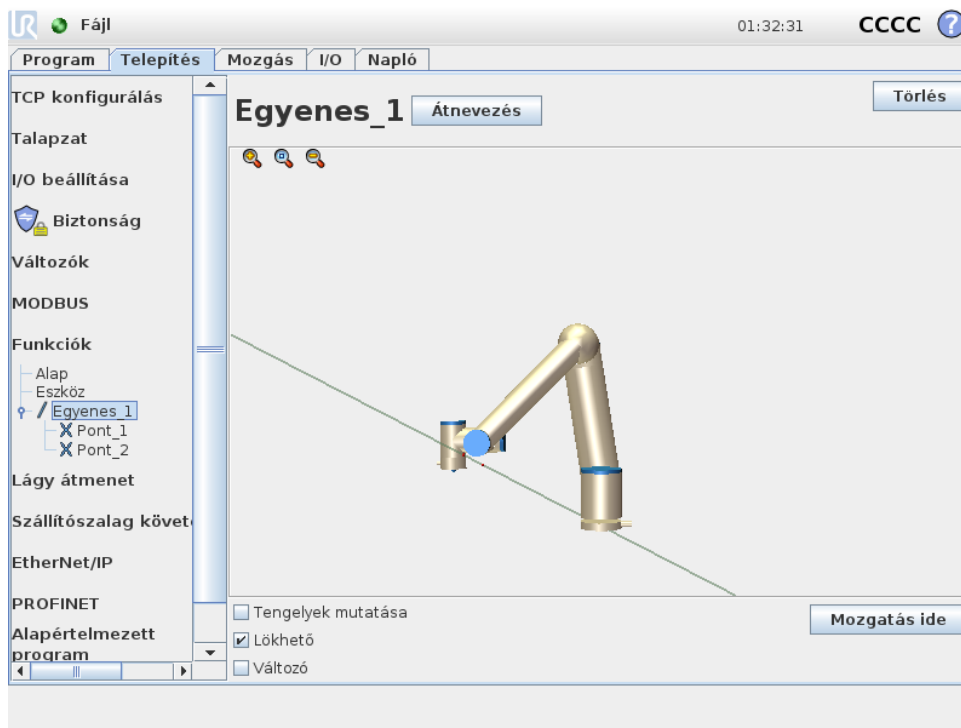 UR Fájl 01:32:31 CCCC ?
Program Telepítés Mozgás I/O Napló
TCP konfigurálás
Talapzat
I/O beállítása
Biztonság
Változók
MODBUS
Funkciók
Alap
Eszköz
Egyenes_1
Pont_1
Pont_2
Lágy átmenet
Szállítószalag követ
EtherNet/IP
PROFINET
Alapértelmezett
program
Egyenes_1 Átnevezés Törlés
Tengelyek mutatása
Lökhető
Változó
Mozgatás ide